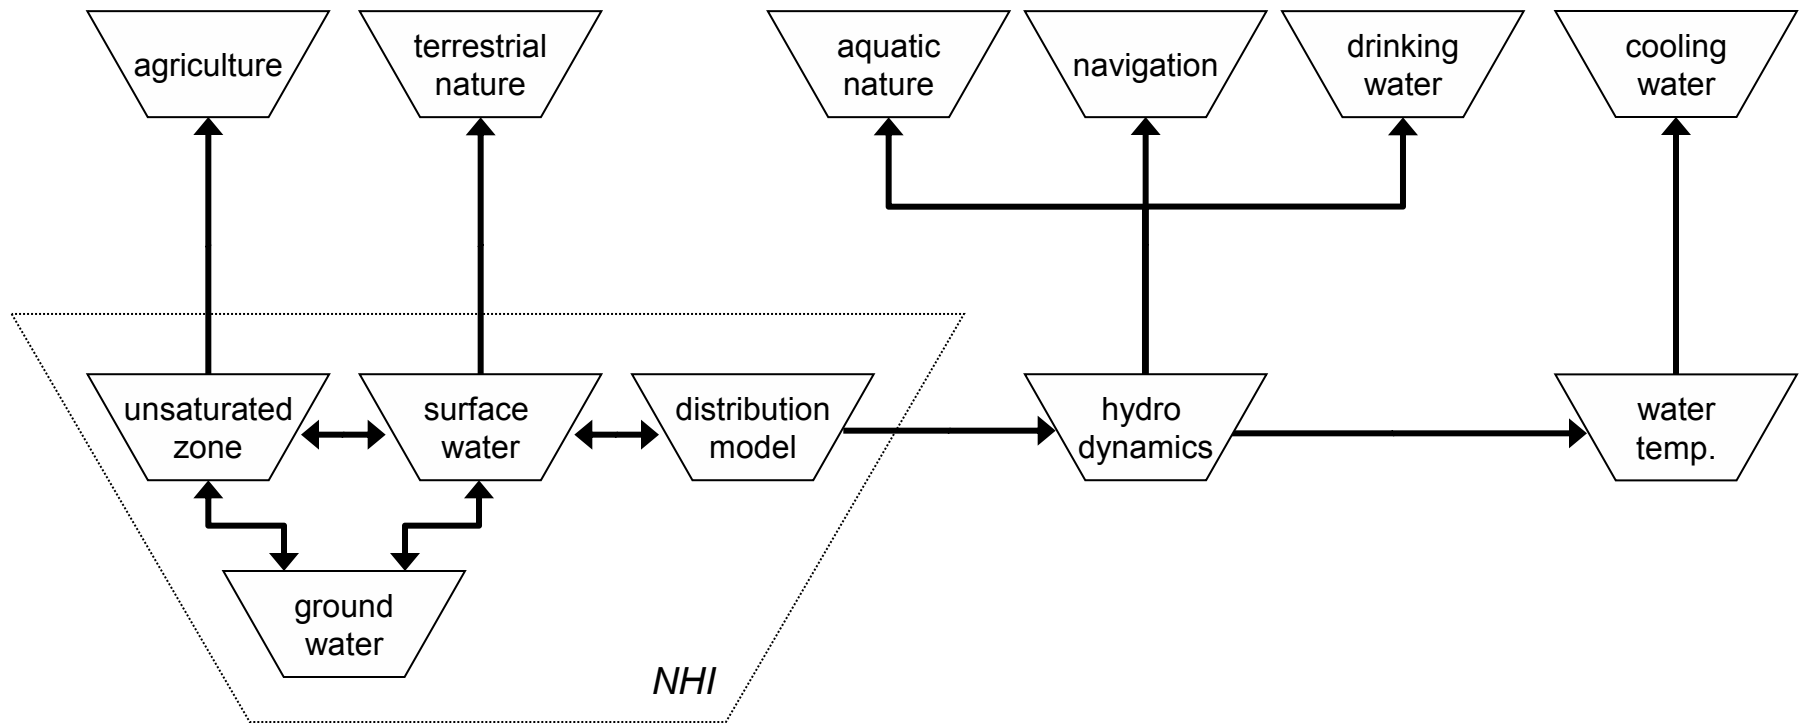 agriculture
terrestrial
nature
aquatic
nature
navigation
drinking
water
cooling
water
unsaturated
zone
surface
water
distribution
model
hydro
dynamics
water
temp.
ground
water
NHI